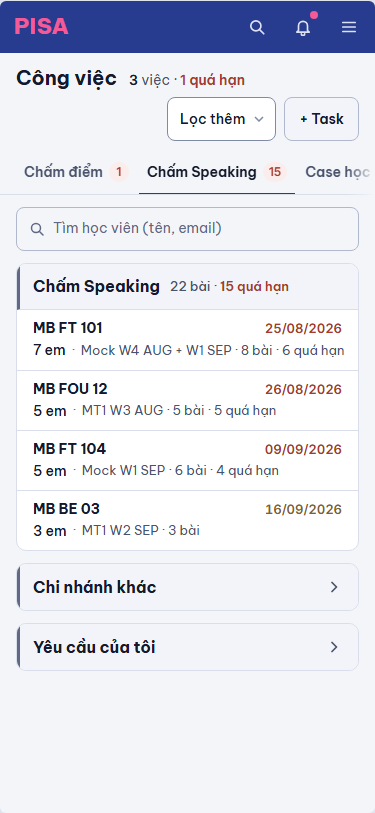 PISA
Công việc 3 việc · 1 quá hạn
Lọc thêm
+ Task
Chấm điểm 1 Chấm Speaking 15 Case học
Tìm học viên (tên, email)
Chấm Speaking 22 bài · 15 quá hạn
MB FT 101 25/08/2026
7 em · Mock W4 AUG + W1 SEP · 8 bài · 6 quá hạn
MB FOU 12 26/08/2026
5 em · MT1 W3 AUG · 5 bài · 5 quá hạn
MB FT 104 09/09/2026
5 em · Mock W1 SEP · 6 bài · 4 quá hạn
MB BE 03 16/09/2026
3 em · MT1 W2 SEP · 3 bài
Chi nhánh khác
Yêu cầu của tôi